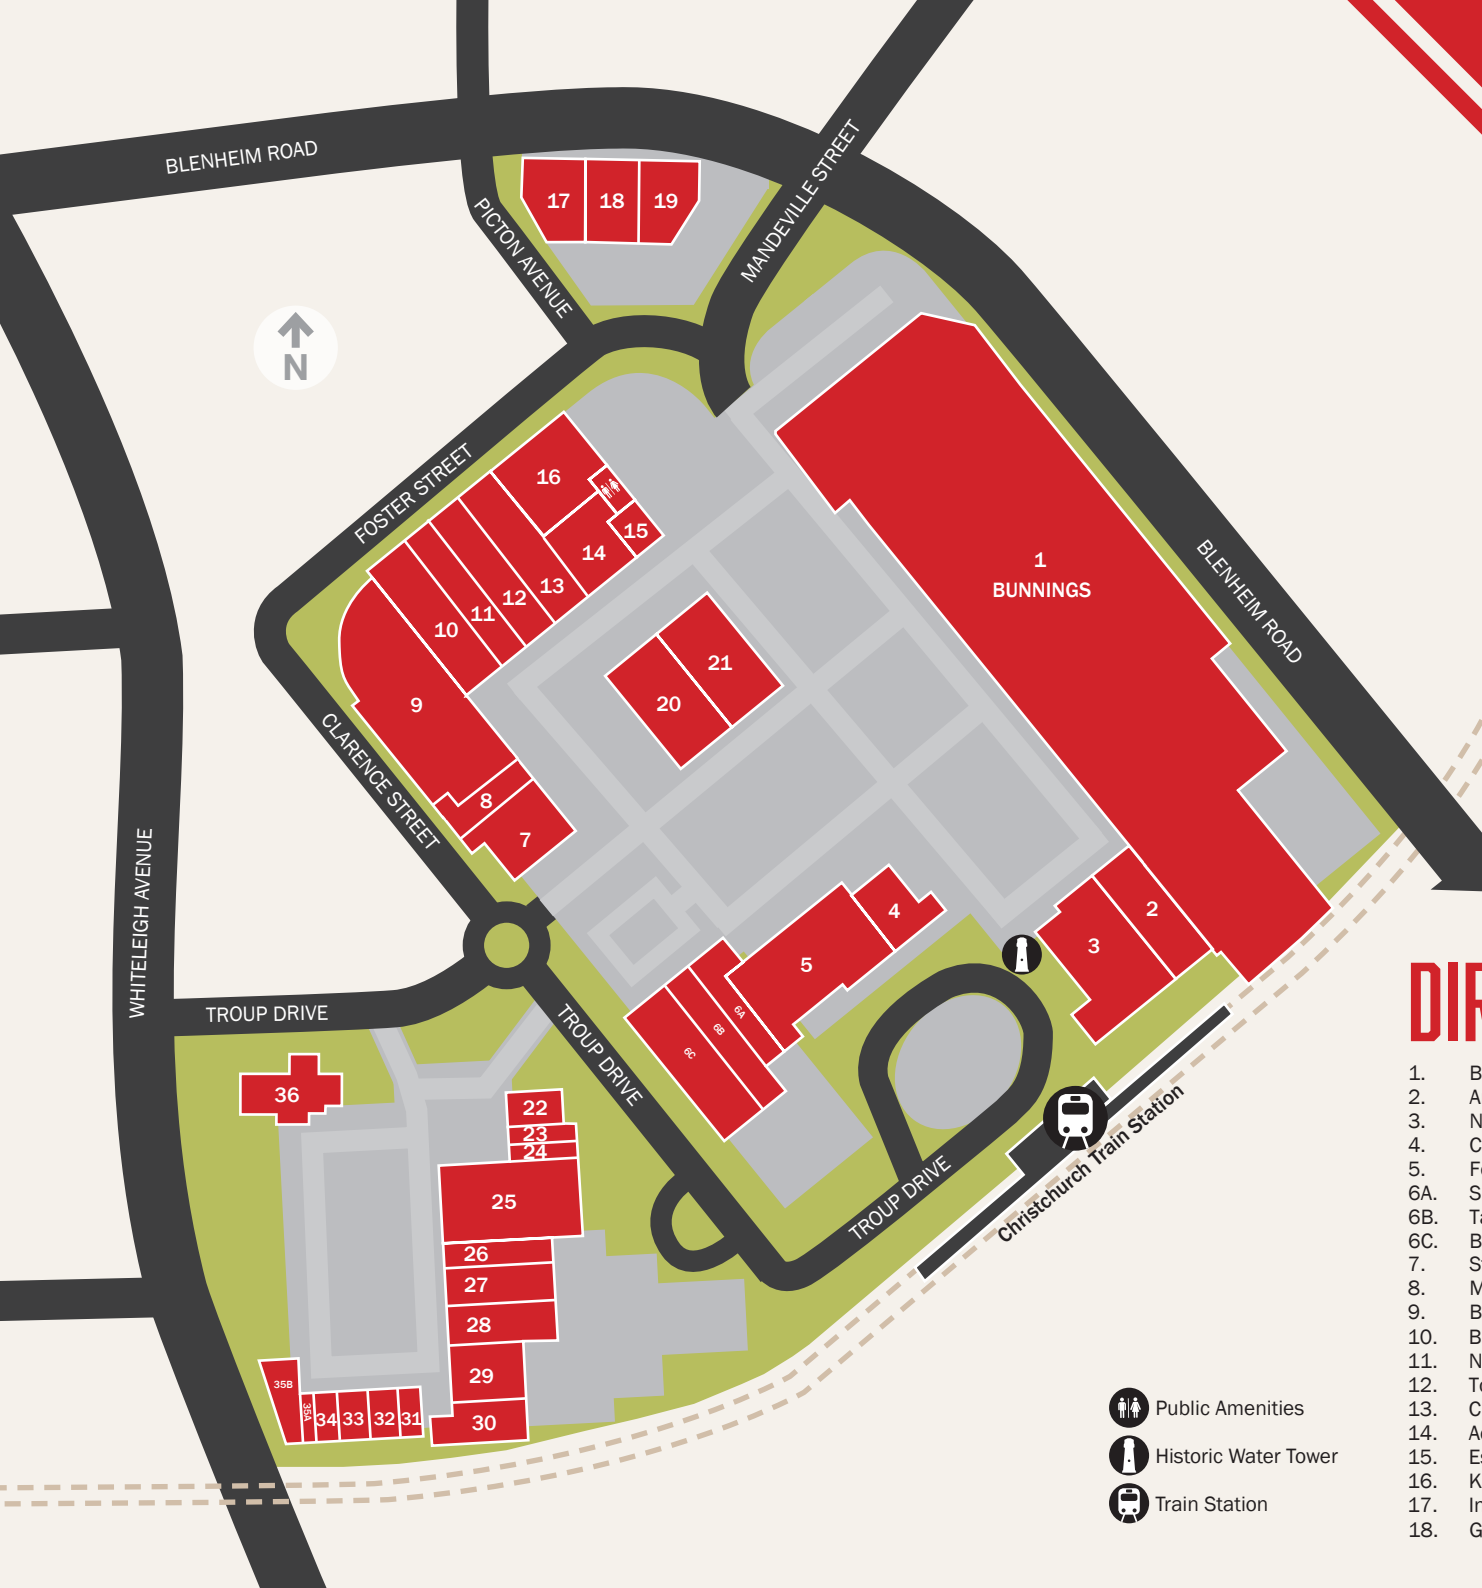 BLENHEIM ROAD
MANDEVILLE STREET
PICTON AVENUE
17
18
19
N
FOSTER STREET
16
15
14
13
12
11
10
9
8
7
1
BUNNINGS
BLENHEIM ROAD
21
20
CLARENCE STREET
WHITELEIGH AVENUE
2
3
4
5
6A
6B
6C
TROUP DRIVE
TROUP DRIVE
TROUP DRIVE
Christchurch Train Station
36
22
23
24
25
26
27
28
29
30
31
32
33
34
35A
35B
Public Amenities
Historic Water Tower
Train Station
DIR
1. B
2. A
3. N
4. C
5. F
6A. S
6B. Ta
6C. B
7. S
8. M
9. B
10. B
11. N
12. To
13. C
14. A
15. E
16. K
17. In
18. G